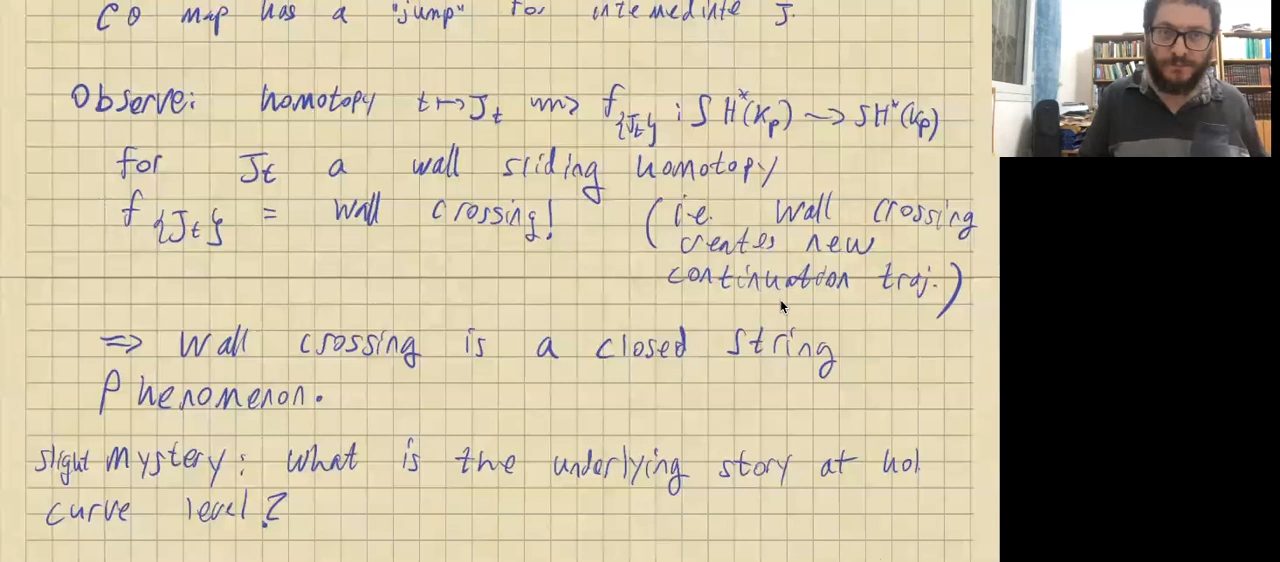 CO map has a "jump" for intemediate J.
Observe: homotopy t↦J_t ⇝ f_{J_t} : SH*(K_p) → SH*(K_p)
for J_t a wall sliding homotopy
f_{J_t} = wall crossing! (i.e. wall crossing
creates new
continuation traj.)
⇒ Wall crossing is a closed string
Phenomenon.
slight mystery: What is the underlying story at hol
curve level?